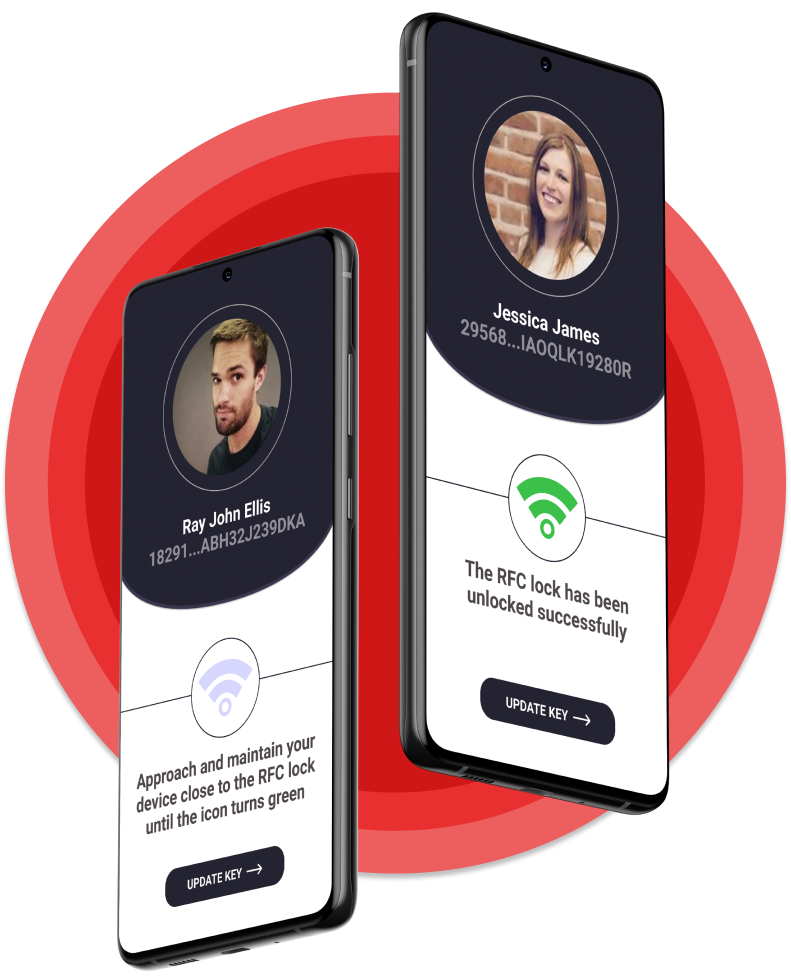 Jessica James
29568...IAOQLK19280R
The RFC lock has been
unlocked successfully
UPDATE KEY →
Ray John Ellis
18291...ABH32J239DKA
Approach and maintain your
device close to the RFC lock
until the icon turns green
UPDATE KEY →